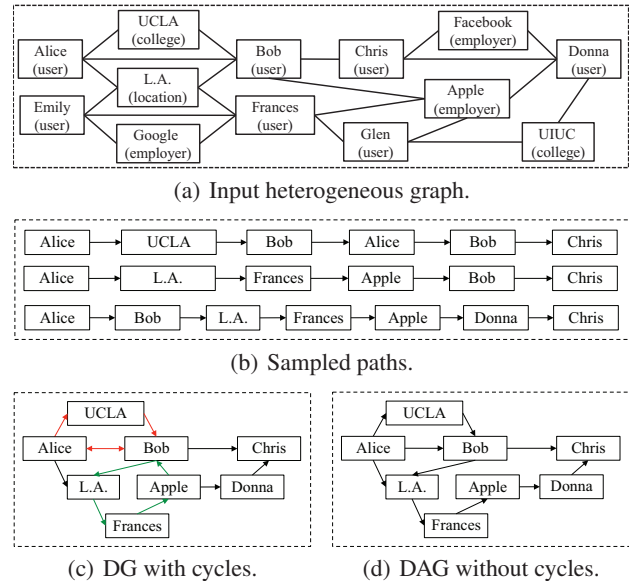 UCLA
(college)
Facebook
(employer)
Alice
(user)
Bob
(user)
Chris
(user)
Donna
(user)
L.A.
(location)
Apple
(employer)
Emily
(user)
Frances
(user)
Google
(employer)
Glen
(user)
UIUC
(college)
(a) Input heterogeneous graph.
Alice UCLA Bob Alice Bob Chris
Alice L.A. Frances Apple Bob Chris
Alice Bob L.A. Frances Apple Donna Chris
(b) Sampled paths.
UCLA
Alice Bob Chris
L.A. Apple Donna
Frances
(c) DG with cycles.
UCLA
Alice Bob Chris
L.A. Apple Donna
Frances
(d) DAG without cycles.